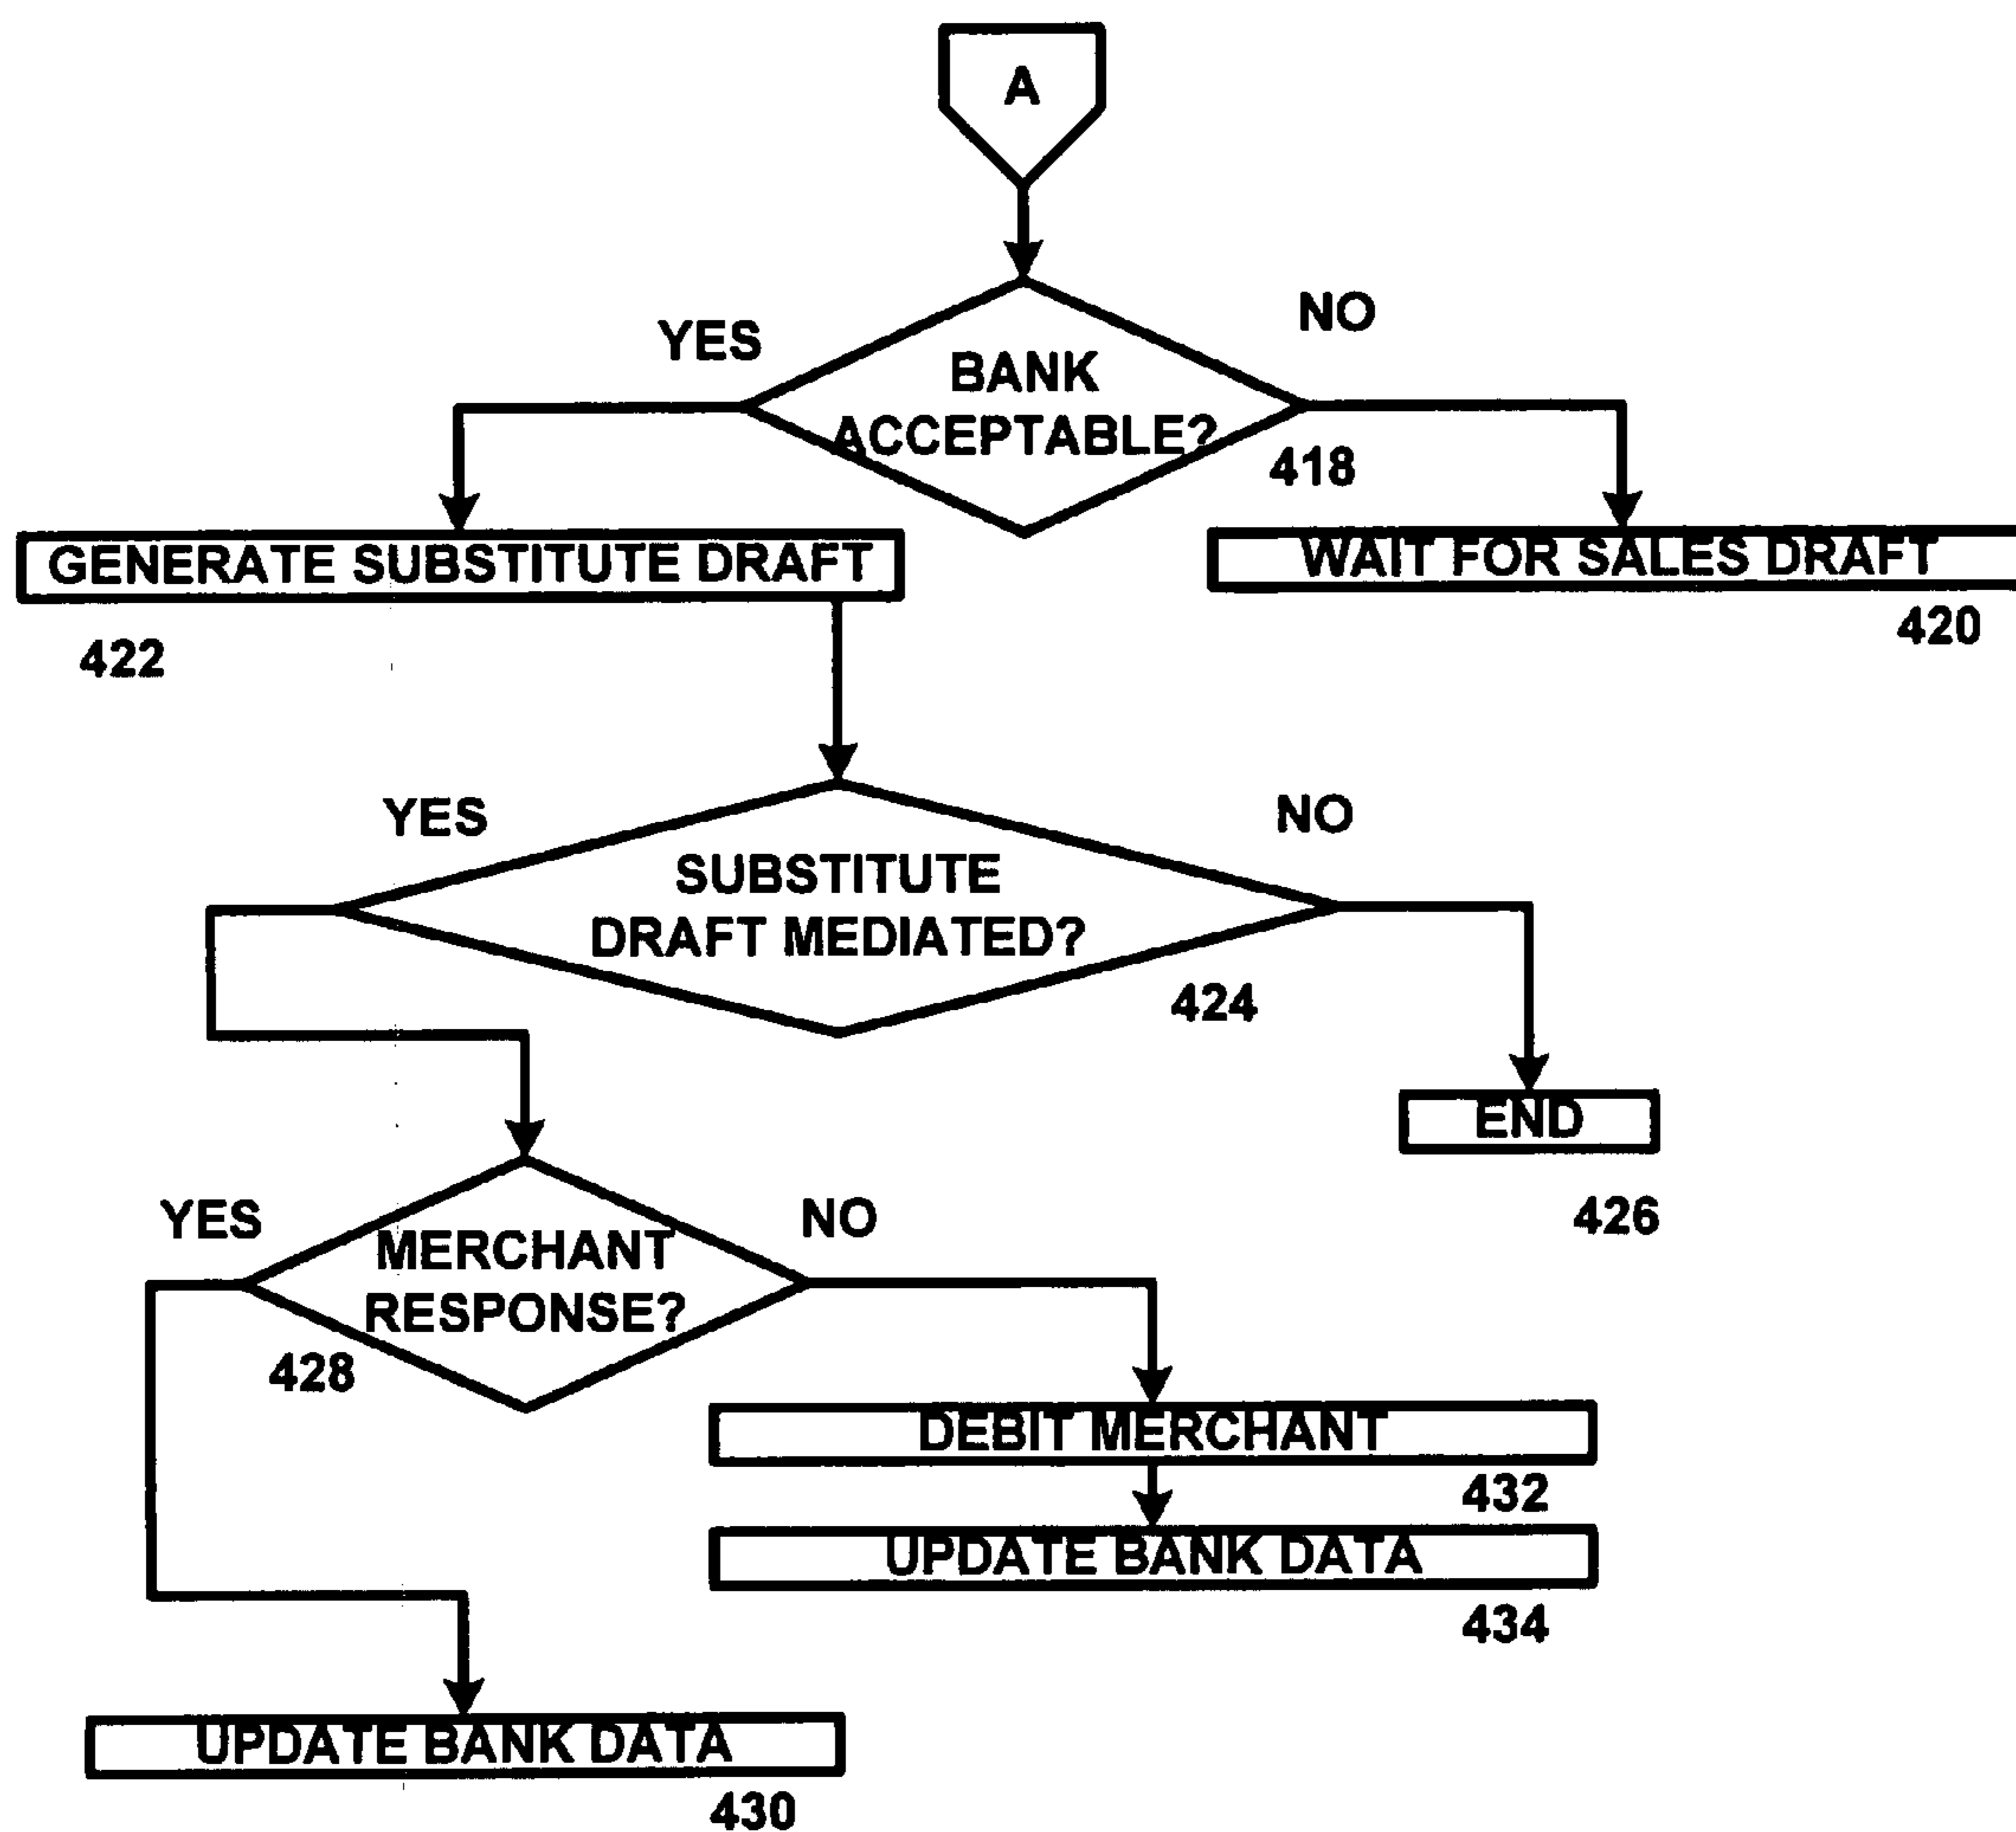 A
YES
NO
BANK
ACCEPTABLE?
418
GENERATE SUBSTITUTE DRAFT
WAIT FOR SALES DRAFT
422
420
YES
NO
SUBSTITUTE
DRAFT MEDIATED?
424
END
426
YES
NO
MERCHANT
RESPONSE?
428
DEBIT MERCHANT
432
UPDATE BANK DATA
434
UPDATE BANK DATA
430